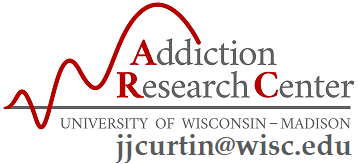 Addiction
Research Center
UNIVERSITY OF WISCONSIN – MADISON
jjcurtin@wisc.edu